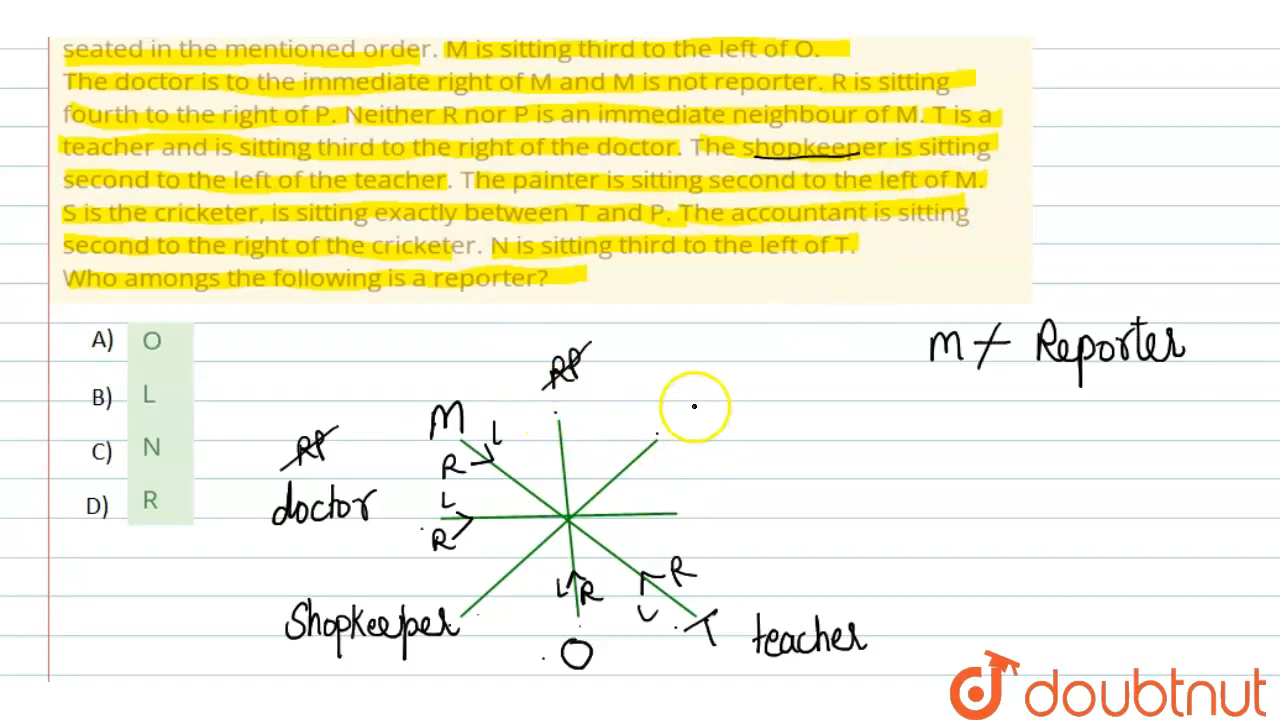 seated in the mentioned order. M is sitting third to the left of O.
The doctor is to the immediate right of M and M is not reporter. R is sitting
fourth to the right of P. Neither R nor P is an immediate neighbour of M. T is a
teacher and is sitting third to the right of the doctor. The shopkeeper is sitting
second to the left of the teacher. The painter is sitting second to the left of M.
S is the cricketer, is sitting exactly between T and P. The accountant is sitting
second to the right of the cricketer. N is sitting third to the left of T.
Who amongs the following is a reporter?
A) O
B) L
C) N
D) R
M ≠ Reporter
RP
M
L
R
RP
doctor
L
R
Shopkeeper
L R
O
R
L
T teacher
doubtnut